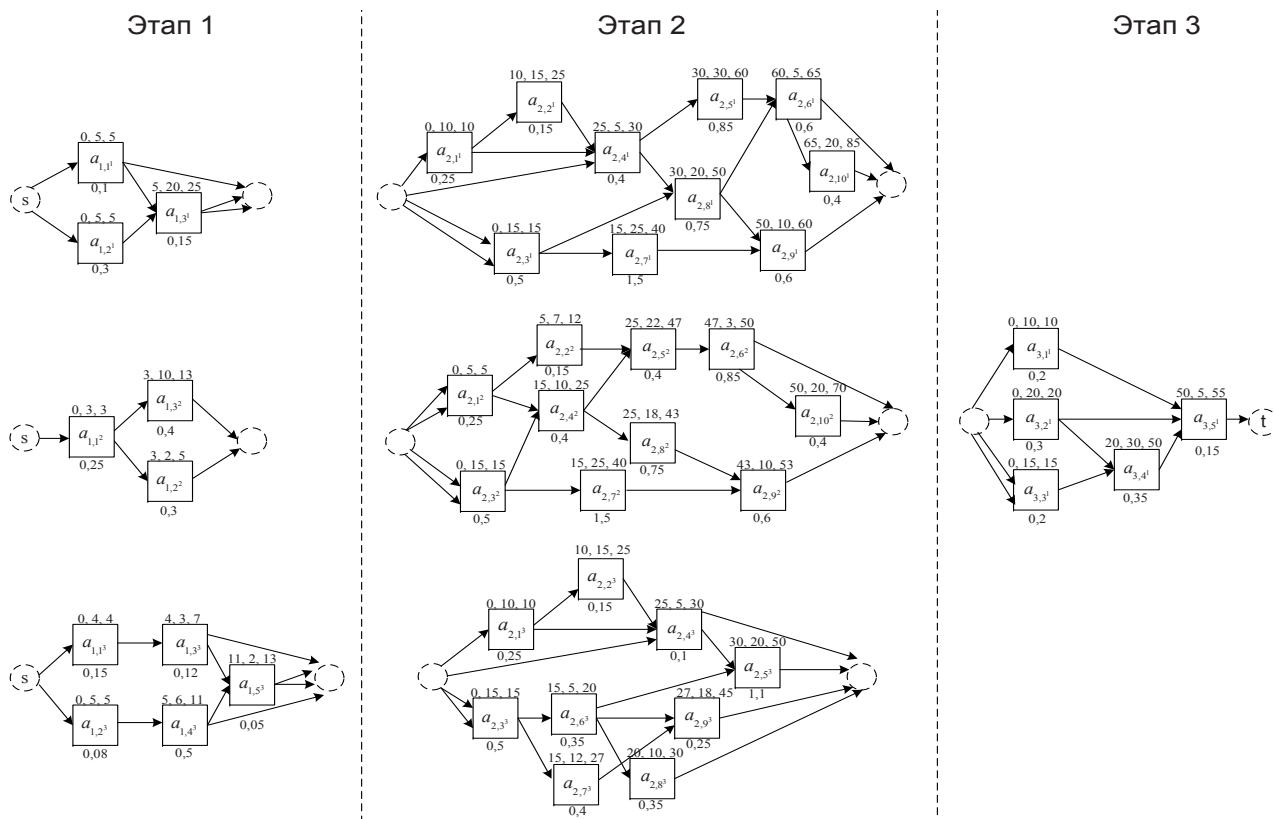 Этап 1
Этап 2
Этап 3
s
0, 5, 5
a₁,₁¹
0,1
0, 5, 5
a₁,₂¹
0,3
5, 20, 25
a₁,₃¹
0,15
s
0, 3, 3
a₁,₁²
0,25
3, 10, 13
a₁,₃²
0,4
3, 2, 5
a₁,₂²
0,3
s
0, 4, 4
a₁,₁³
0,15
4, 3, 7
a₁,₃³
0,12
0, 5, 5
a₁,₂³
0,08
5, 6, 11
a₁,₄³
0,5
11, 2, 13
a₁,₅³
0,05
0, 10, 10
a₂,₁¹
0,25
10, 15, 25
a₂,₂¹
0,15
25, 5, 30
a₂,₄¹
0,4
30, 30, 60
a₂,₅¹
0,85
60, 5, 65
a₂,₆¹
0,6
65, 20, 85
a₂,₁₀¹
0,4
30, 20, 50
a₂,₈¹
0,75
0, 15, 15
a₂,₃¹
0,5
15, 25, 40
a₂,₇¹
1,5
50, 10, 60
a₂,₉¹
0,6
0, 5, 5
a₂,₁²
0,25
5, 7, 12
a₂,₂²
0,15
15, 10, 25
a₂,₄²
0,4
25, 22, 47
a₂,₅²
0,4
47, 3, 50
a₂,₆²
0,85
50, 20, 70
a₂,₁₀²
0,4
25, 18, 43
a₂,₈²
0,75
0, 15, 15
a₂,₃²
0,5
15, 25, 40
a₂,₇²
1,5
43, 10, 53
a₂,₉²
0,6
0, 10, 10
a₂,₁³
0,25
10, 15, 25
a₂,₂³
0,15
25, 5, 30
a₂,₄³
0,1
30, 20, 50
a₂,₅³
1,1
0, 15, 15
a₂,₃³
0,5
15, 5, 20
a₂,₆³
0,35
27, 18, 45
a₂,₉³
0,25
15, 12, 27
a₂,₇³
0,4
20, 10, 30
a₂,₈³
0,35
0, 10, 10
a₃,₁¹
0,2
0, 20, 20
a₃,₂¹
0,3
0, 15, 15
a₃,₃¹
0,2
20, 30, 50
a₃,₄¹
0,35
50, 5, 55
a₃,₅¹
0,15
t